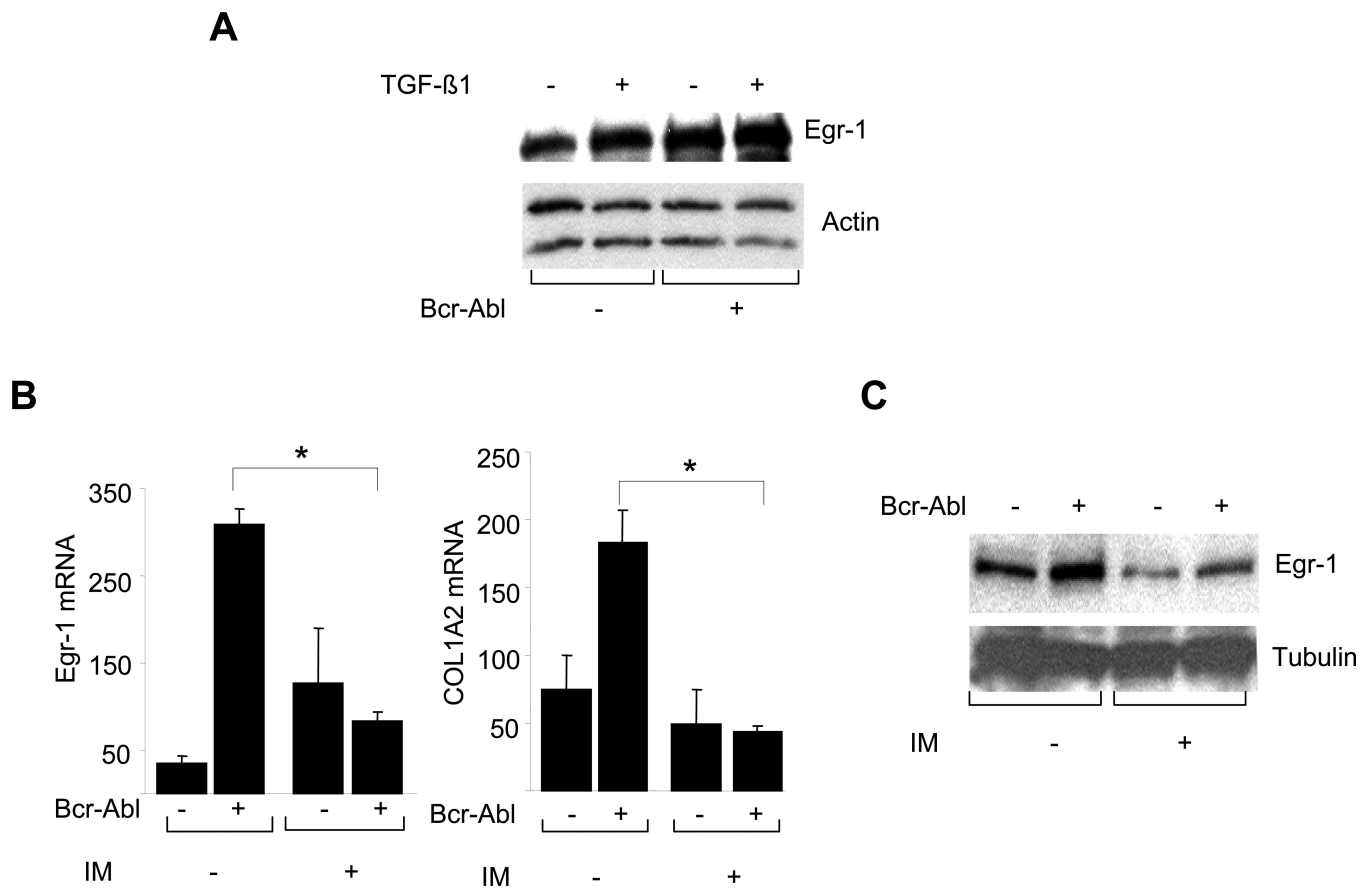 A
TGF-ß1 - + - +
Egr-1
Actin
Bcr-Abl - +
B
*
350
250
150
50
Egr-1 mRNA
Bcr-Abl - + - +
IM - +
*
250
200
150
100
50
COL1A2 mRNA
Bcr-Abl - + - +
IM - +
C
Bcr-Abl - + - +
Egr-1
Tubulin
IM - +